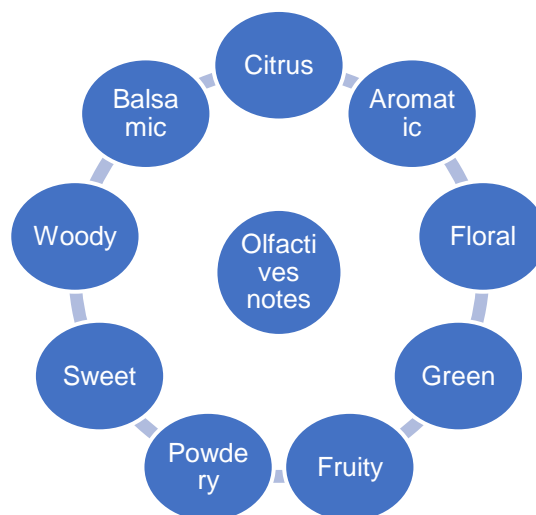 Citrus
Aromat
ic
Floral
Green
Fruity
Powde
ry
Sweet
Woody
Balsa
mic
Olfacti
ves
notes